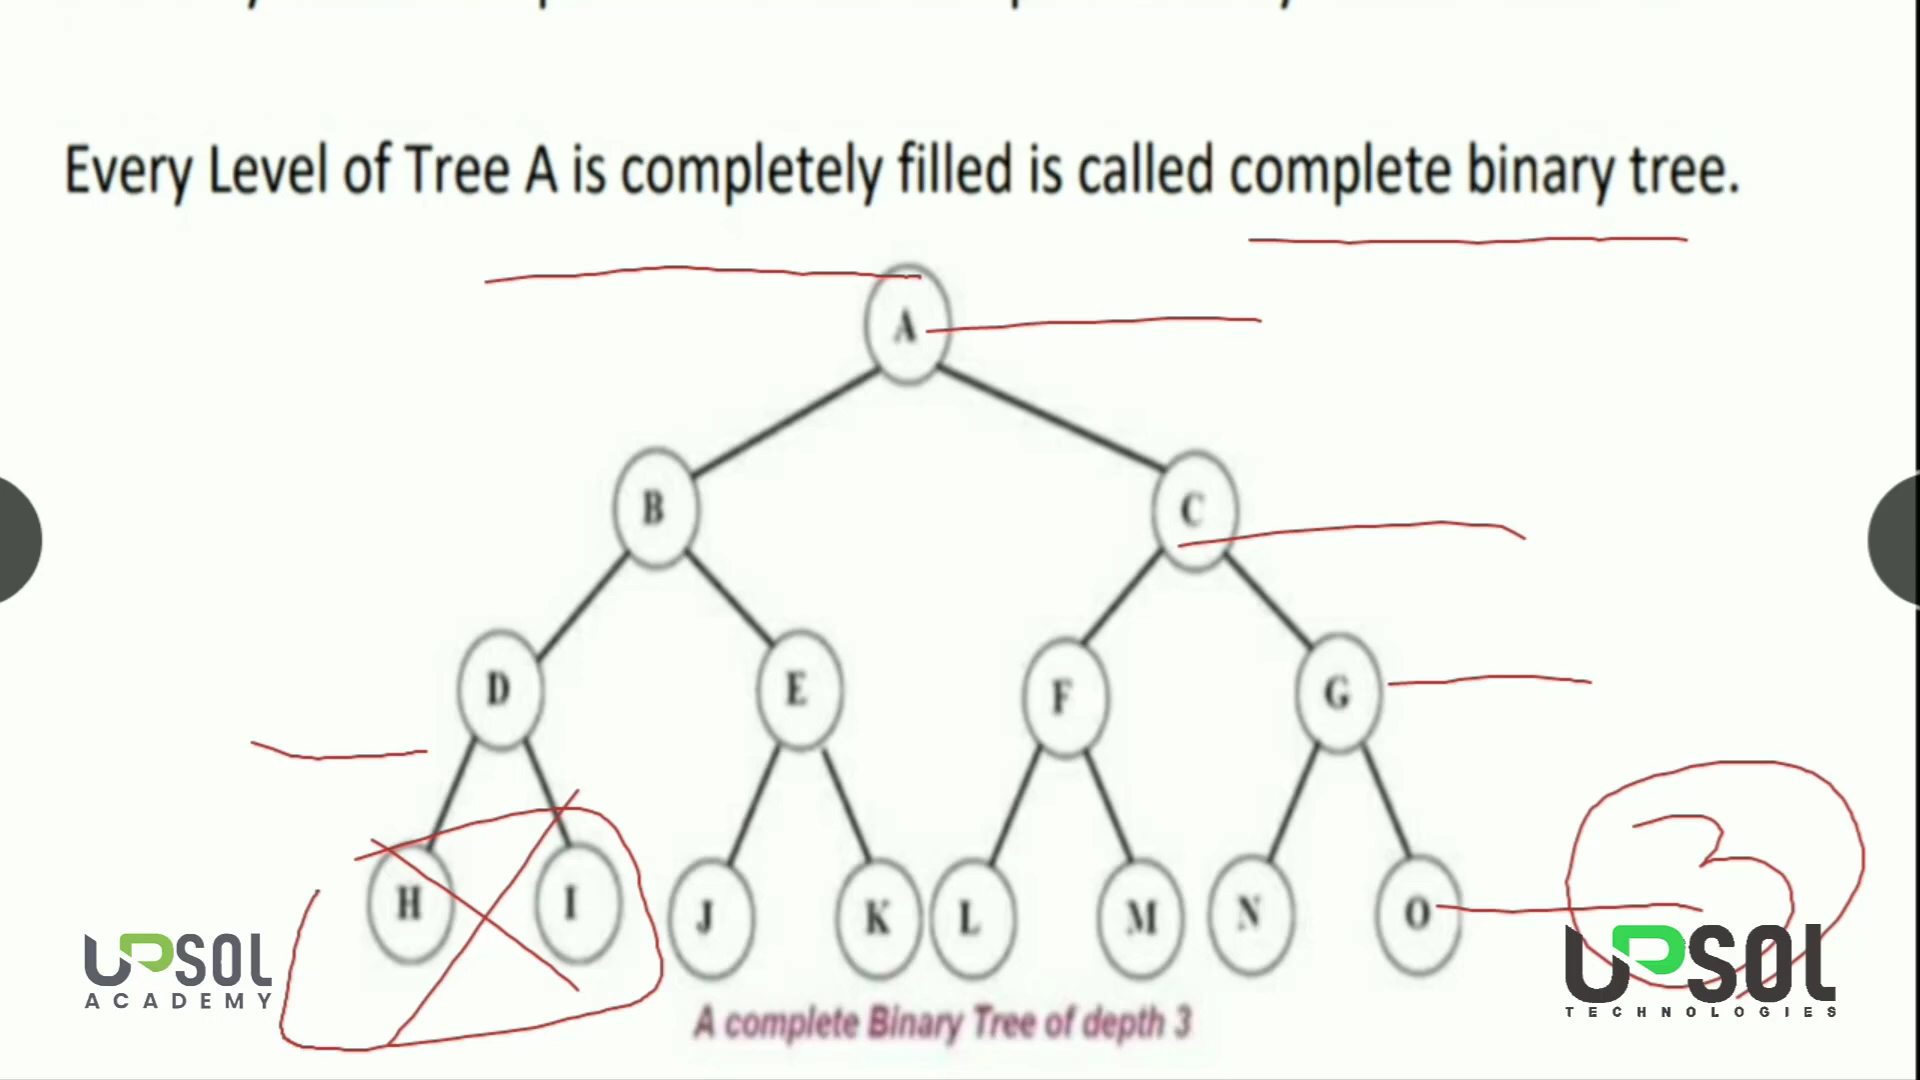 Every Level of Tree A is completely filled is called complete binary tree.
A
B
C
D
E
F
G
H
I
J
K
L
M
N
O
3
UPSOL
ACADEMY
UPSOL
TECHNOLOGIES
A complete Binary Tree of depth 3